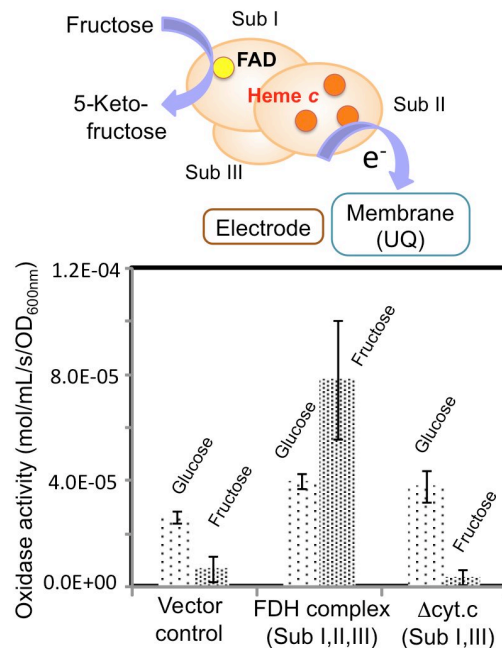 Fructose
Sub I
FAD
5-Keto-
fructose
Heme c
Sub II
Sub III
e-
Electrode
Membrane
(UQ)
Oxidase activity (mol/mL/s/OD600nm)
1.2E-04
8.0E-05
4.0E-05
0.0E+00
Glucose
Fructose
Glucose
Fructose
Glucose
Fructose
Vector
control
FDH complex
(Sub I,II,III)
Δcyt.c
(Sub I,III)